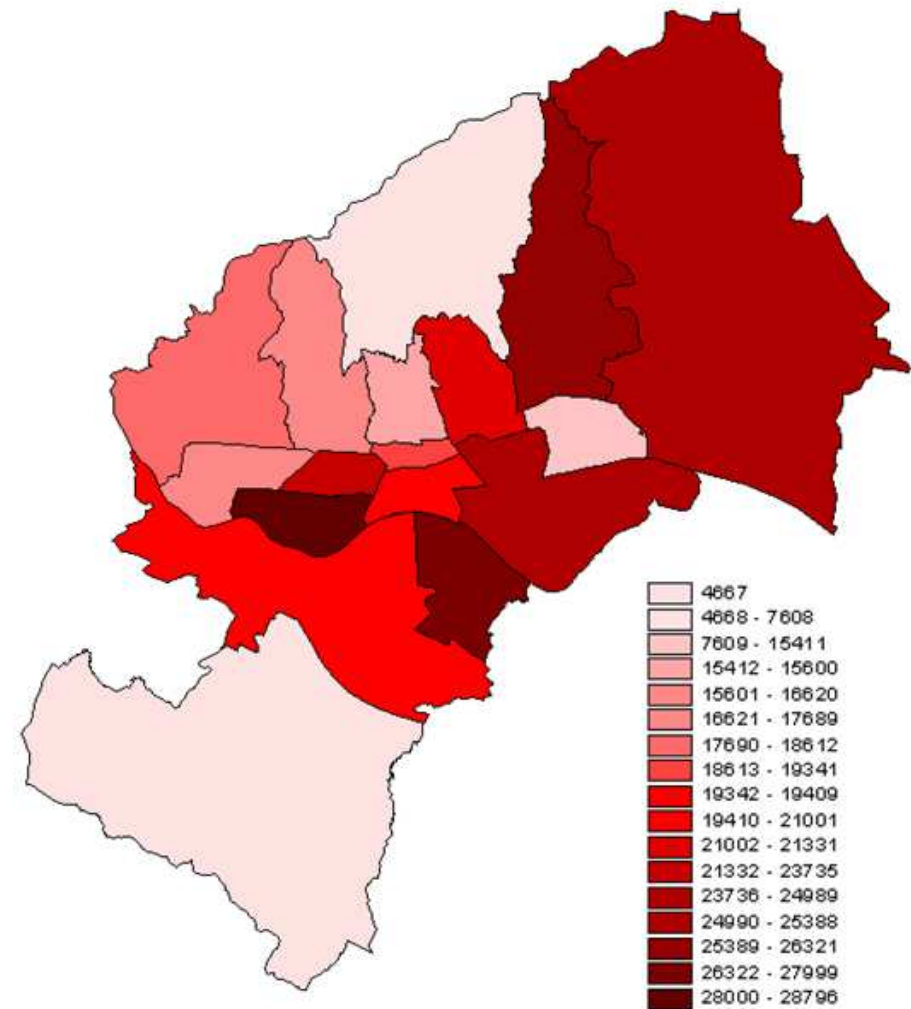 4667
4668 - 7608
7609 - 15411
15412 - 15600
15601 - 16620
16621 - 17689
17690 - 18612
18613 - 19341
19342 - 19409
19410 - 21001
21002 - 21331
21332 - 23735
23736 - 24989
24990 - 25388
25389 - 26321
26322 - 27999
28000 - 28796